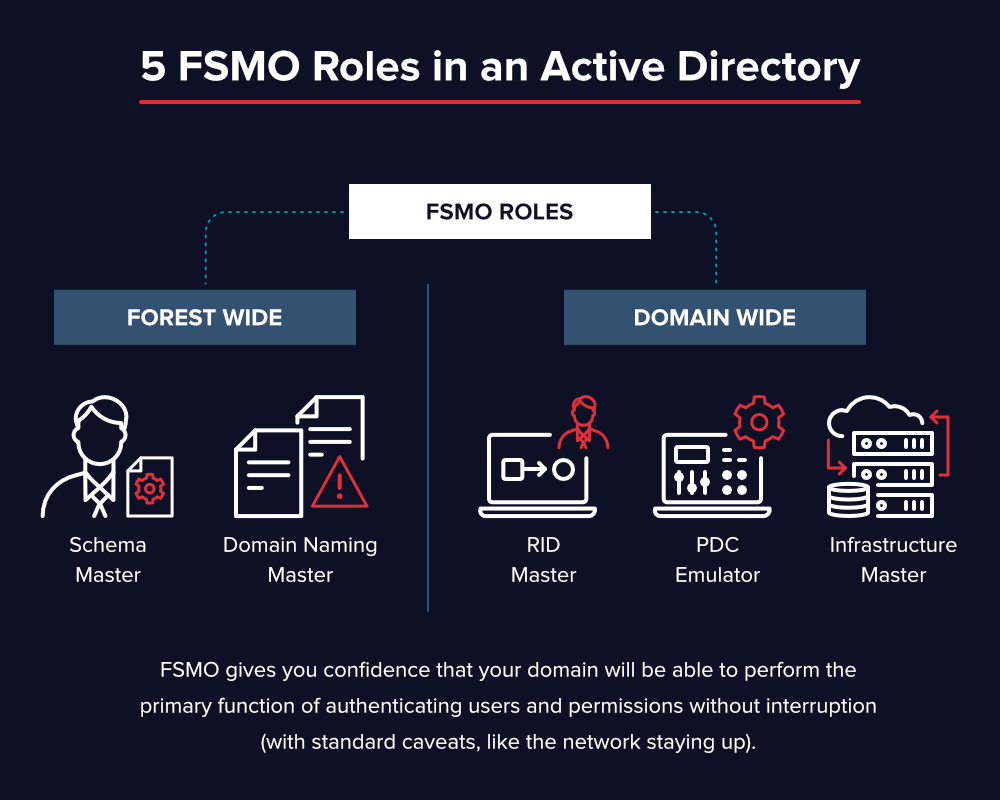 5 FSMO Roles in an Active Directory
FSMO ROLES
FOREST WIDE
DOMAIN WIDE
Schema
Master
Domain Naming
Master
RID
Master
PDC
Emulator
Infrastructure
Master
FSMO gives you confidence that your domain will be able to perform the
primary function of authenticating users and permissions without interruption
(with standard caveats, like the network staying up).